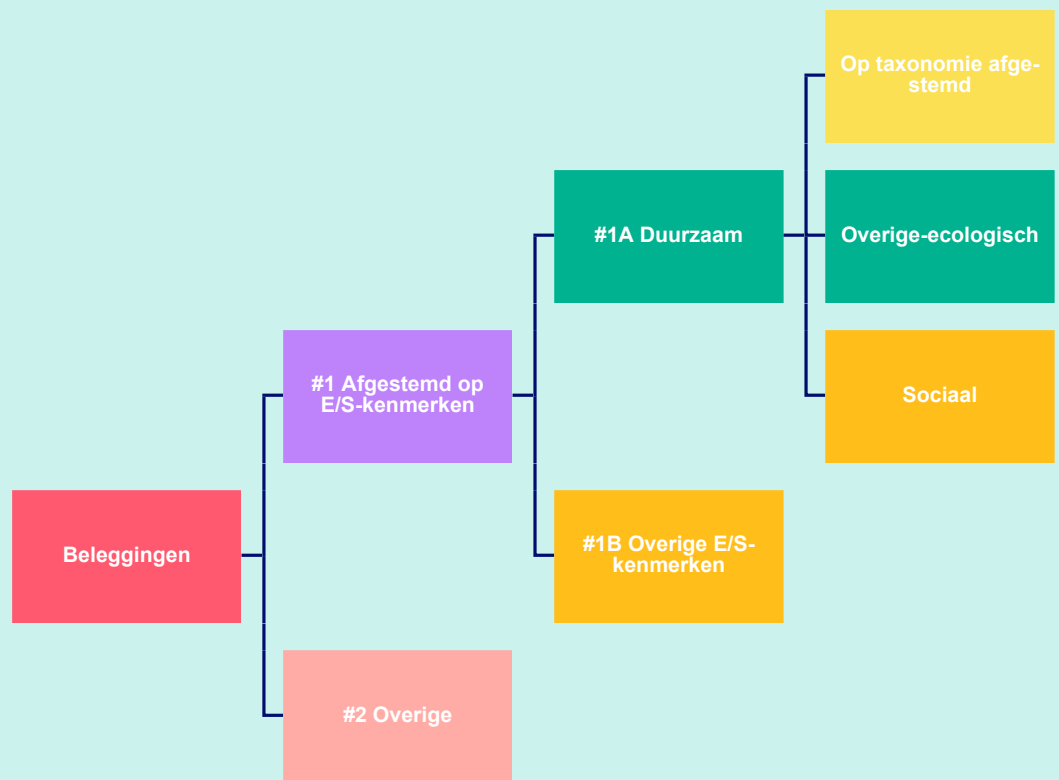 Op taxonomie afge-
stemd
#1A Duurzaam
Overige-ecologisch
#1 Afgestemd op
E/S-kenmerken
Sociaal
Beleggingen
#1B Overige E/S-
kenmerken
#2 Overige